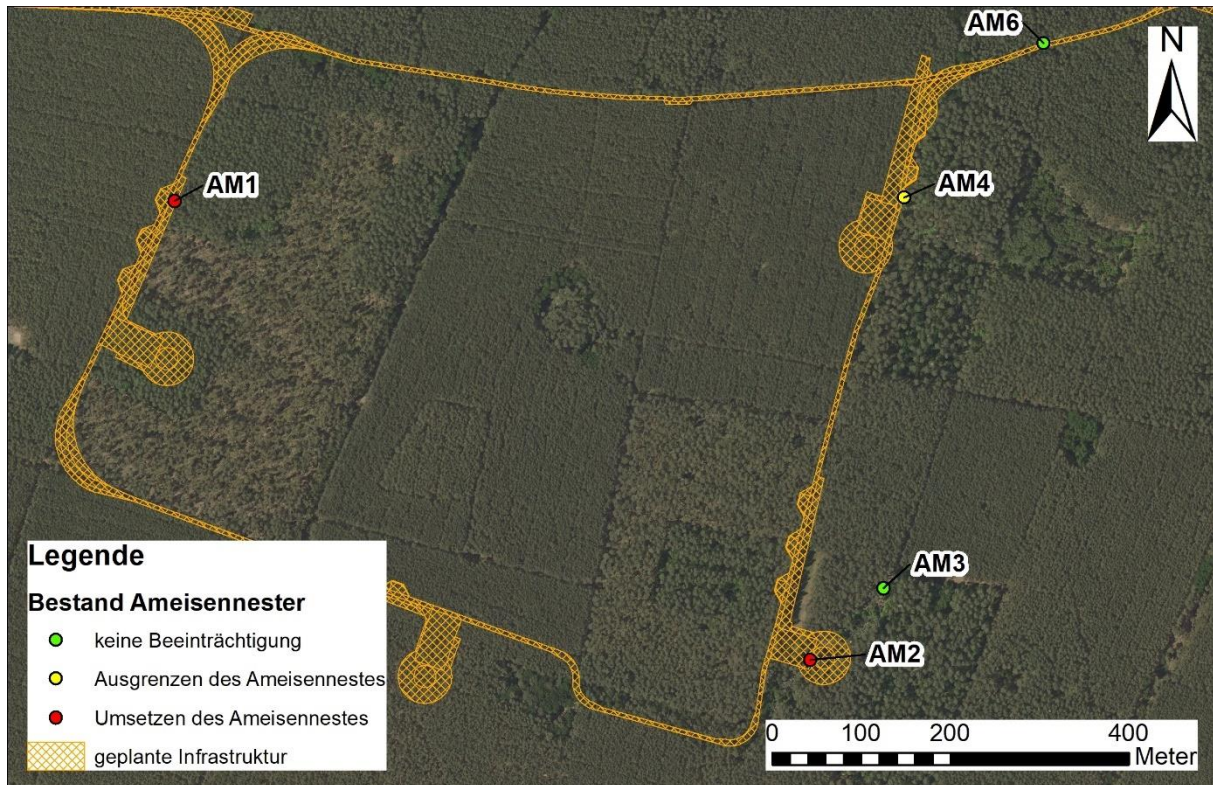 AM6
N
AM1
AM4
AM3
AM2
Legende
Bestand Ameisennester
keine Beeinträchtigung
Ausgrenzen des Ameisennestes
Umsetzen des Ameisennestes
geplante Infrastruktur
0 100 200 400
Meter